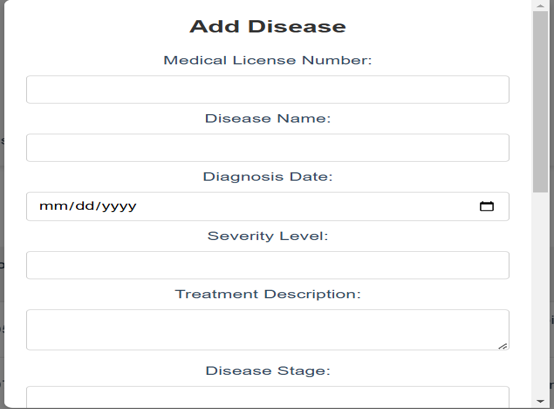 Add Disease
Medical License Number:
Disease Name:
Diagnosis Date:
mm/dd/yyyy
Severity Level:
Treatment Description:
Disease Stage: